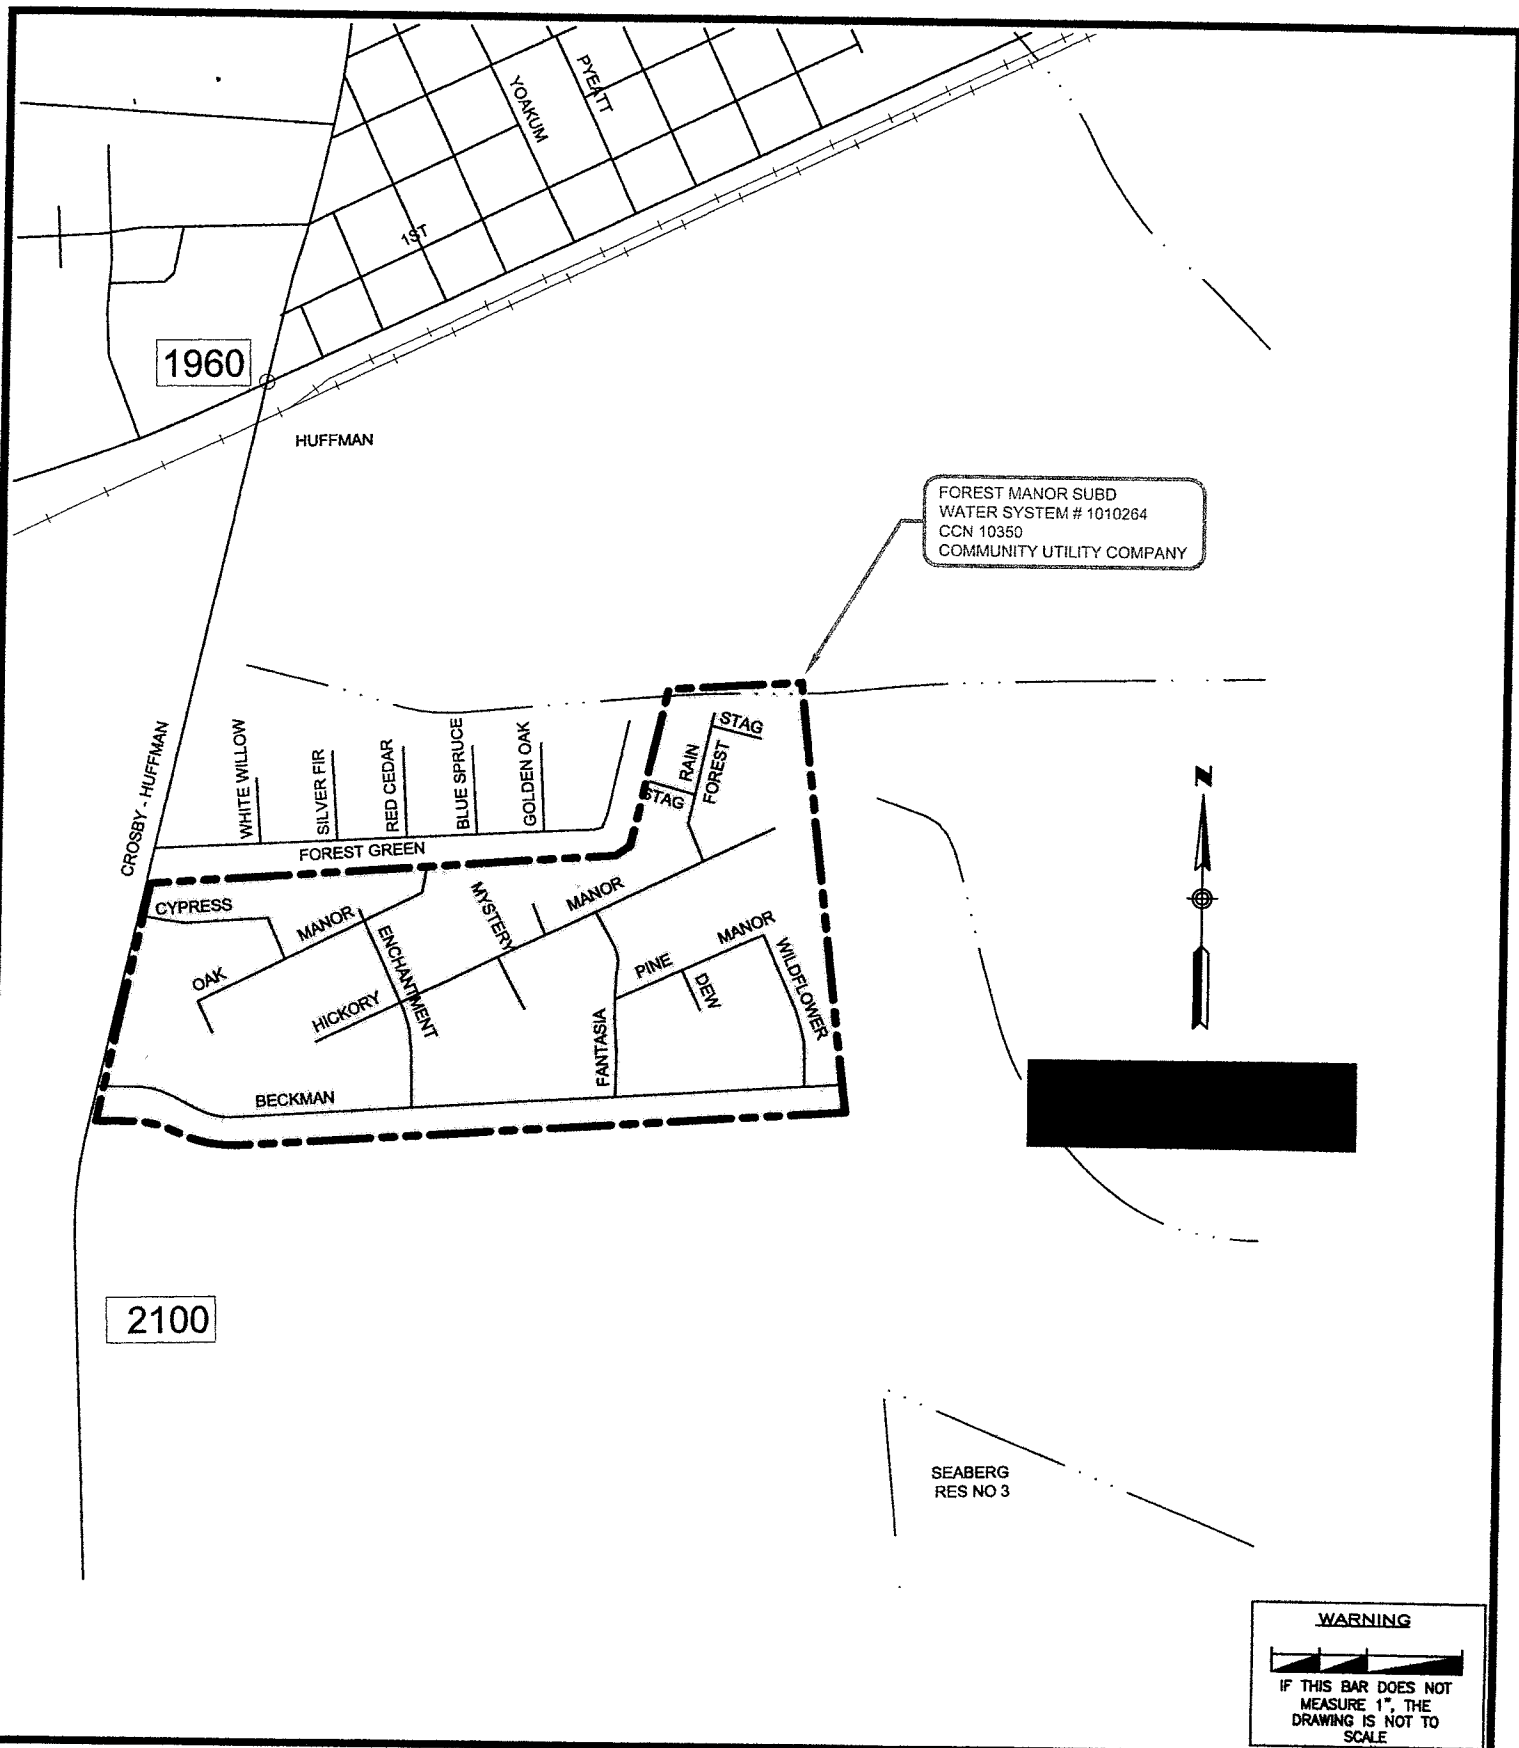 PYEATT
YOAKUM
1ST
1960
HUFFMAN
FOREST MANOR SUBD
WATER SYSTEM # 1010264
CCN 10350
COMMUNITY UTILITY COMPANY
CROSBY - HUFFMAN
WHITE WILLOW
SILVER FIR
RED CEDAR
BLUE SPRUCE
GOLDEN OAK
STAG
RAIN
FOREST
STAG
FOREST GREEN
N
CYPRESS
MANOR
OAK
ENCHANTMENT
MYSTERY
MANOR
HICKORY
MANOR
PINE
DEW
WILDFLOWER
FANTASIA
BECKMAN
2100
SEABERG
RES NO 3
WARNING
IF THIS BAR DOES NOT
MEASURE 1", THE
DRAWING IS NOT TO
SCALE